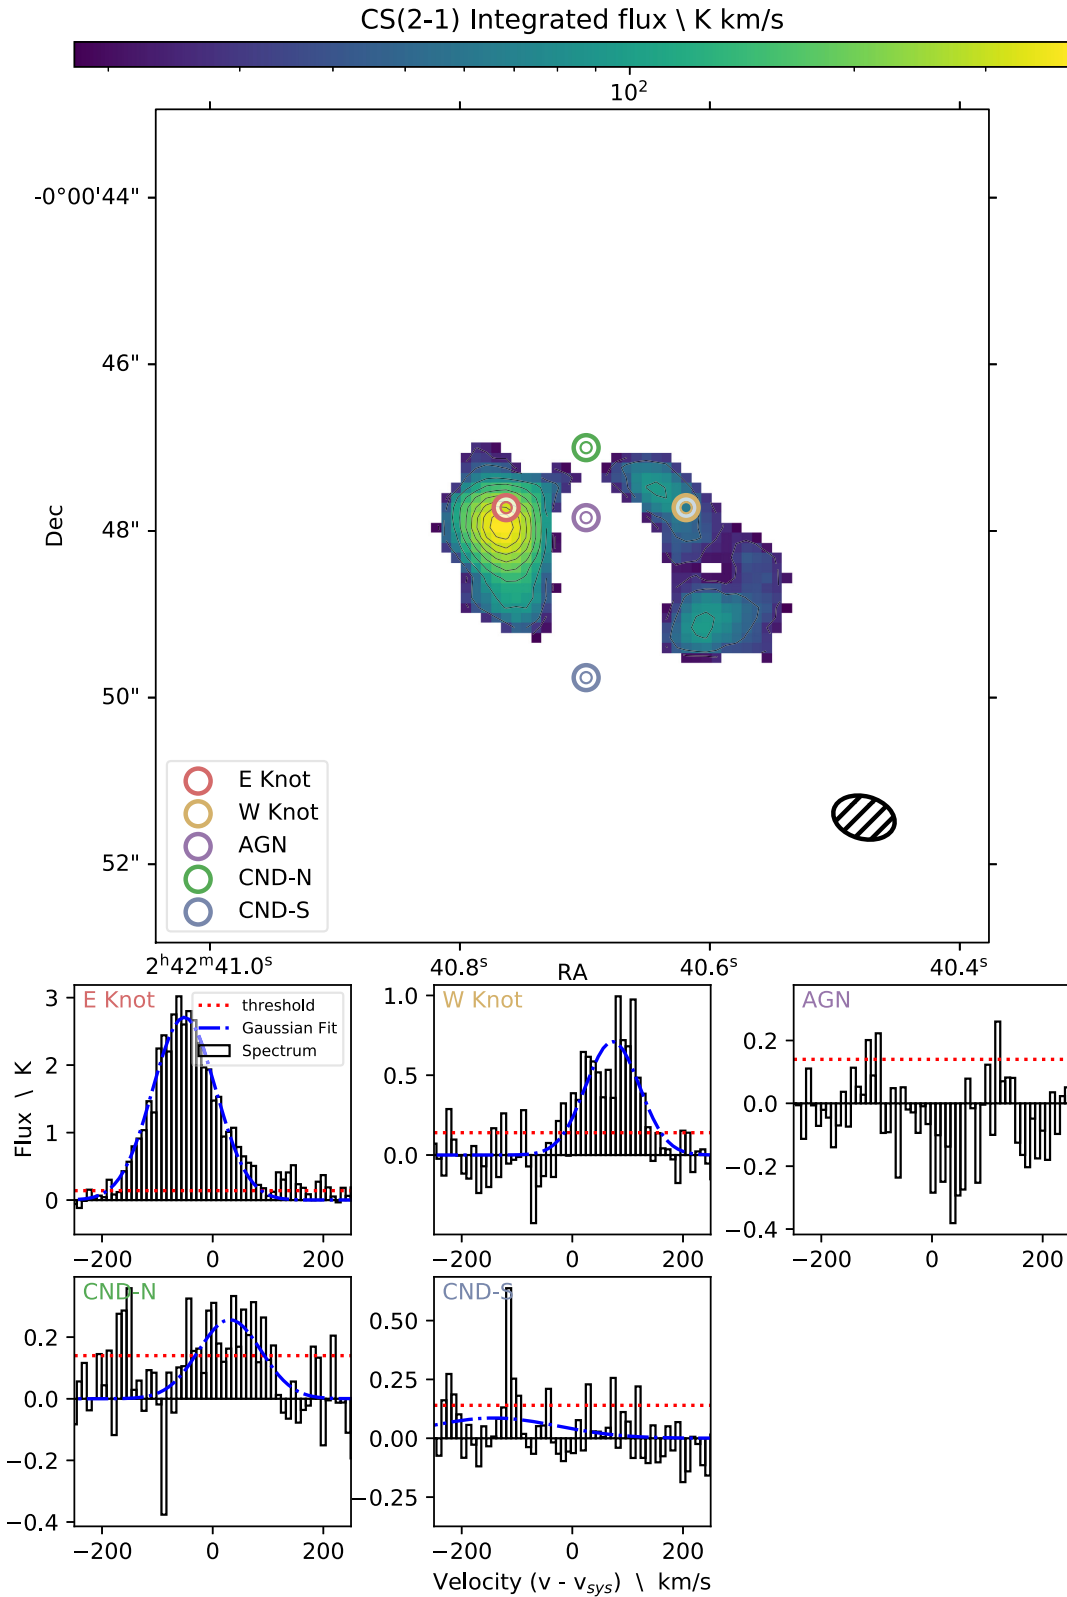 CS(2-1) Integrated flux \ K km/s
10²
-0°00'44"
46"
48"
50"
52"
Dec
E Knot
W Knot
AGN
CND-N
CND-S
2ʰ42ᵐ41.0ˢ
40.8ˢ
40.6ˢ
40.4ˢ
RA
E Knot
threshold
Gaussian Fit
Spectrum
3
2
1
0
Flux \ K
−200
0
200
W Knot
1.0
0.5
0.0
−200
0
200
AGN
0.2
0.0
−0.2
−0.4
−200
0
200
CND-N
0.2
0.0
−0.2
−0.4
−200
0
200
CND-S
0.50
0.25
0.00
−0.25
−200
0
200
Velocity (v - v_sys) \ km/s